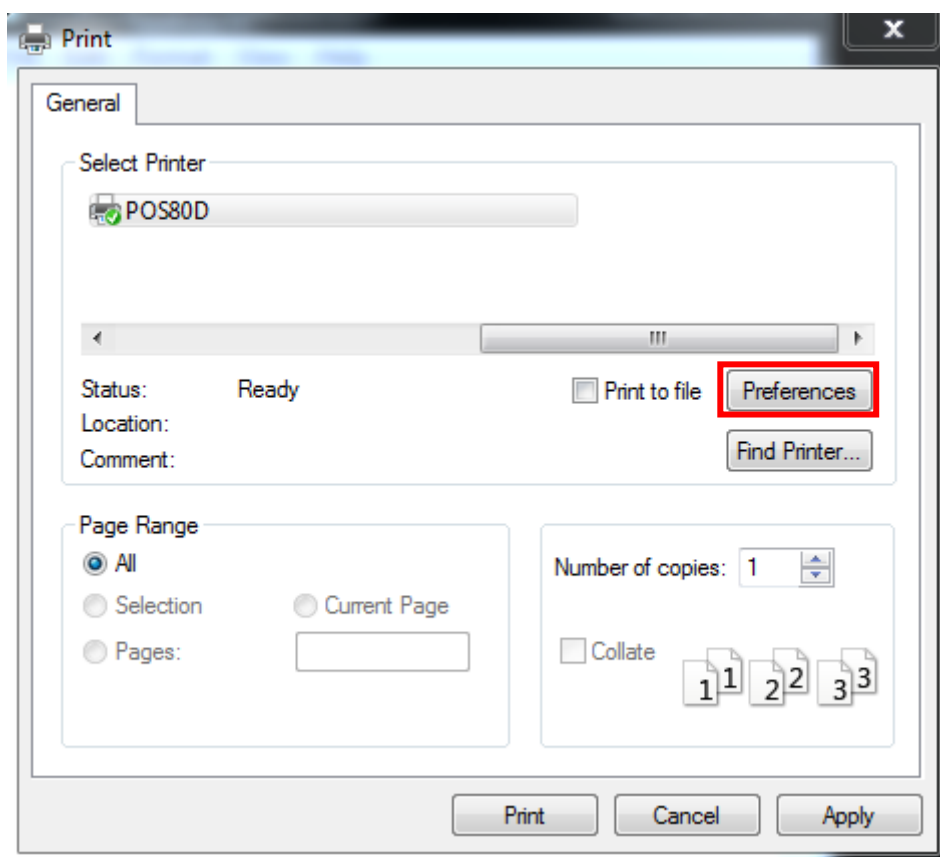 Print
x
General
Select Printer
POS80D
Status: Ready
Print to file
Preferences
Location:
Comment:
Find Printer...
Page Range
All
Selection
Current Page
Pages:
Number of copies: 1
Collate
1 1 2 2 3 3
Print
Cancel
Apply